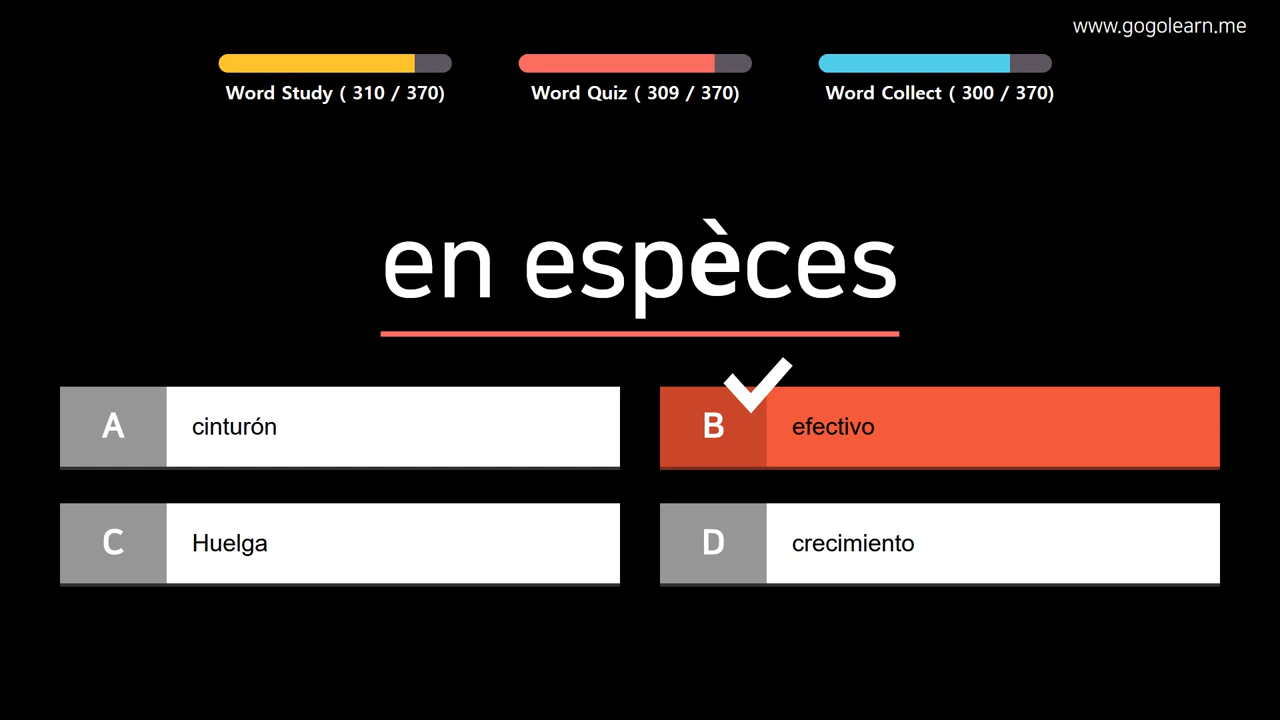 www.gogolearn.me
Word Study ( 310 / 370)
Word Quiz ( 309 / 370)
Word Collect ( 300 / 370)
en espèces
A cinturón
B efectivo
C Huelga
D crecimiento